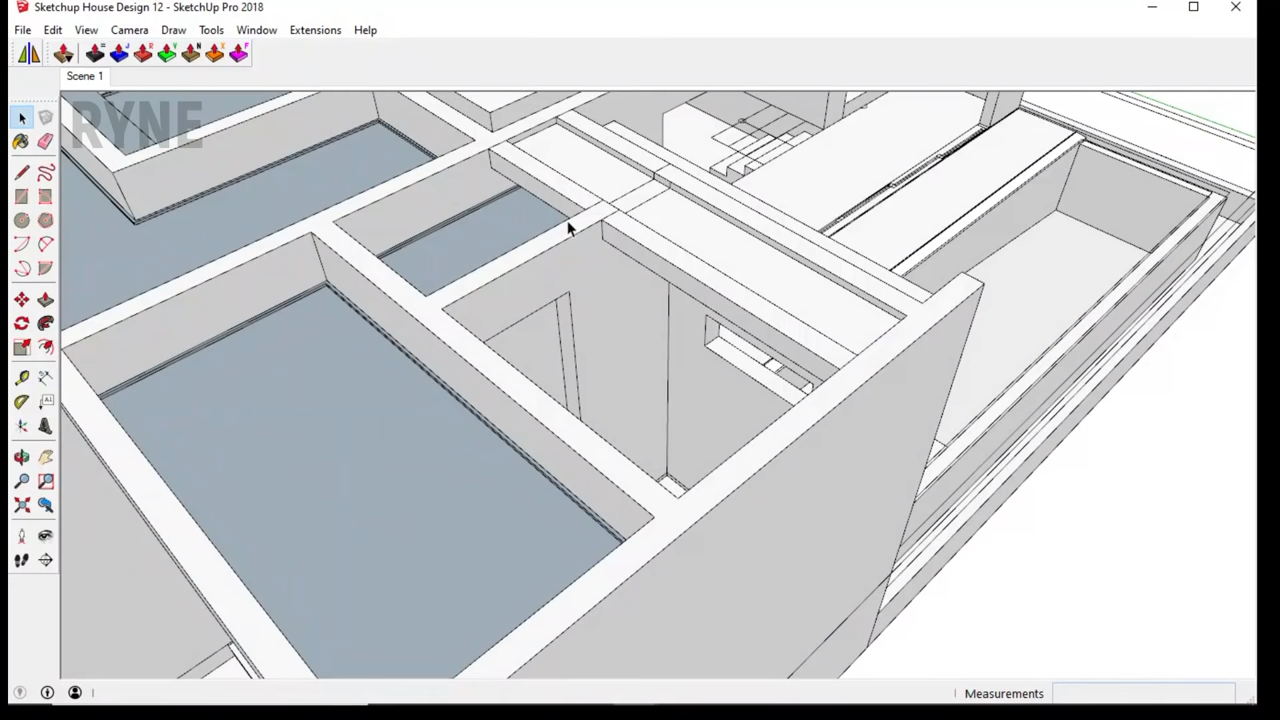 Sketchup House Design 12 - SketchUp Pro 2018
File Edit View Camera Draw Tools Window Extensions Help
Scene 1
RYNE
Measurements